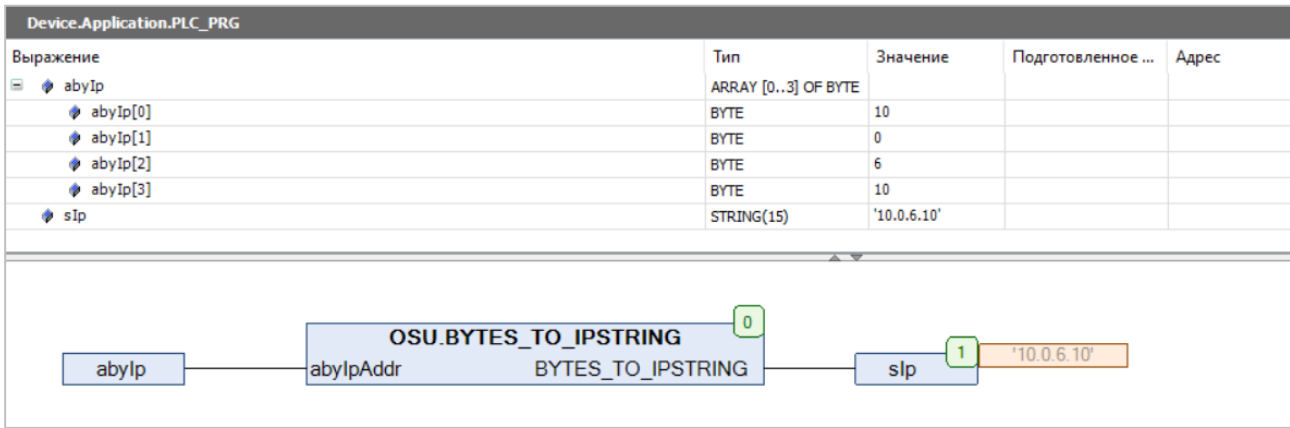 Device.Application.PLC_PRG
Выражение Тип Значение Подготовленное ... Адрес
abyIp ARRAY [0..3] OF BYTE
abyIp[0] BYTE 10
abyIp[1] BYTE 0
abyIp[2] BYTE 6
abyIp[3] BYTE 10
sIp STRING(15) '10.0.6.10'
0
OSU.BYTES_TO_IPSTRING
1 '10.0.6.10'
abyIp abyIpAddr BYTES_TO_IPSTRING sIp